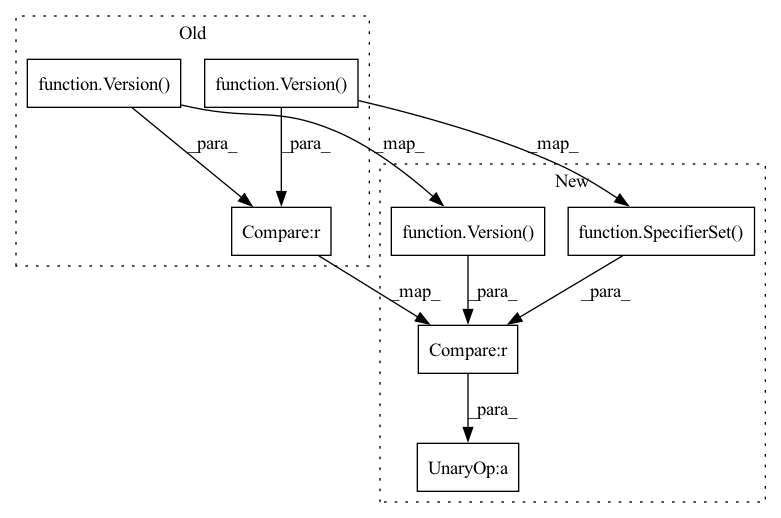 Old
function.Version()
function.Version()
_para_
_para_
_map_
_map_
New
Compare:r
function.Version()
function.SpecifierSet()
_map_
_para_
_para_
Compare:r
_para_
UnaryOp:a